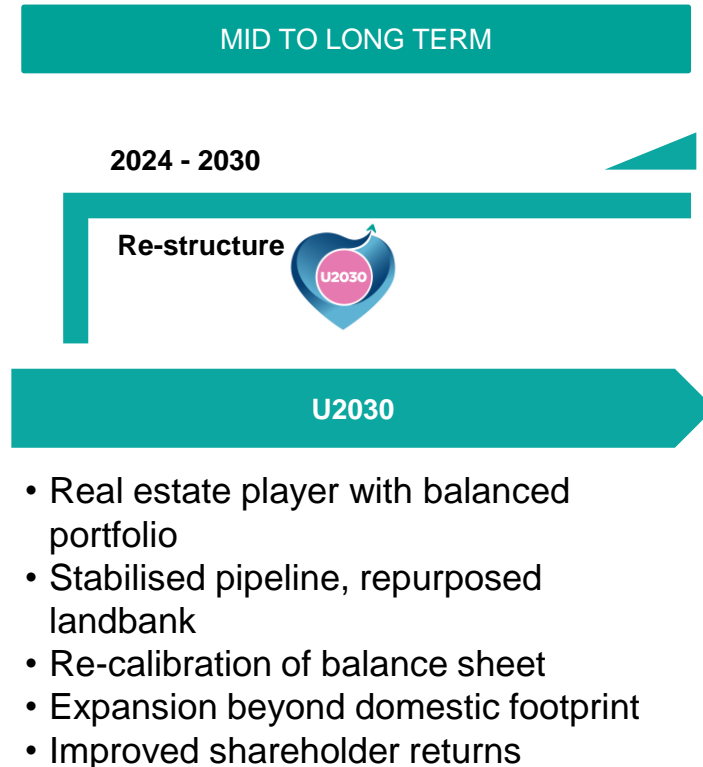 MID TO LONG TERM
2024 - 2030
Re-structure
U2030
U2030
• Real estate player with balanced
portfolio
• Stabilised pipeline, repurposed
landbank
• Re-calibration of balance sheet
• Expansion beyond domestic footprint
• Improved shareholder returns